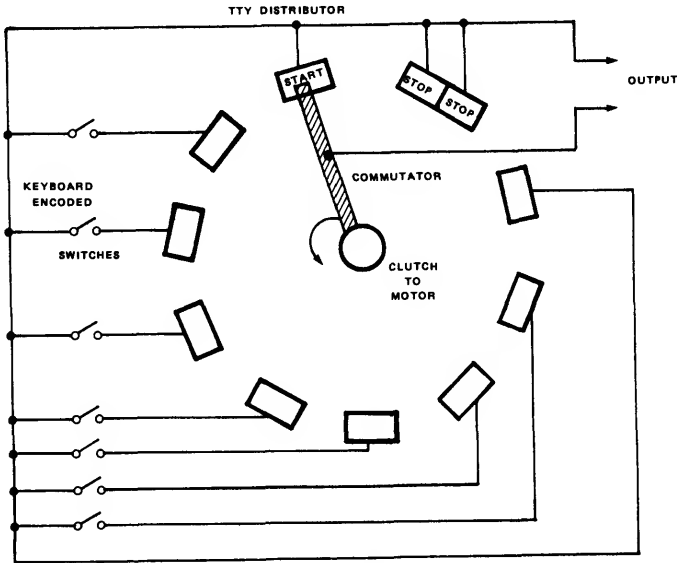 TTY DISTRIBUTOR
START
STOP
STOP
OUTPUT
KEYBOARD
ENCODED
SWITCHES
COMMUTATOR
CLUTCH
TO
MOTOR